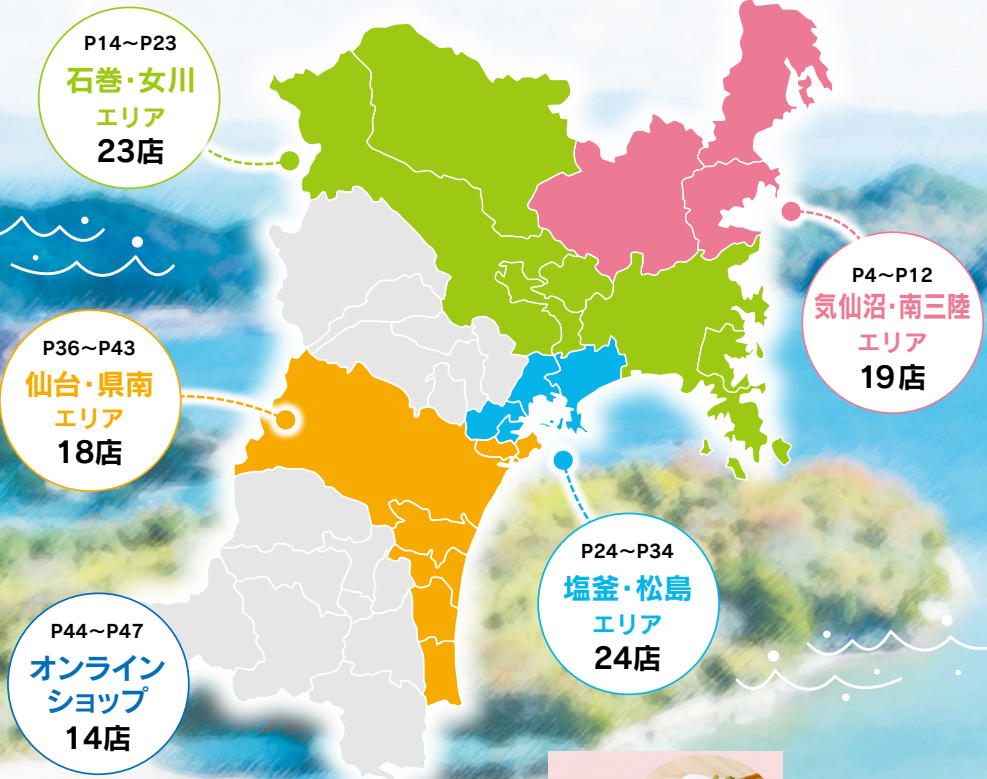 P14〜P23
石巻・女川
エリア
23店
P4〜P12
気仙沼・南三陸
エリア
19店
P36〜P43
仙台・県南
エリア
18店
P24〜P34
塩釜・松島
エリア
24店
P44〜P47
オンライン
ショップ
14店